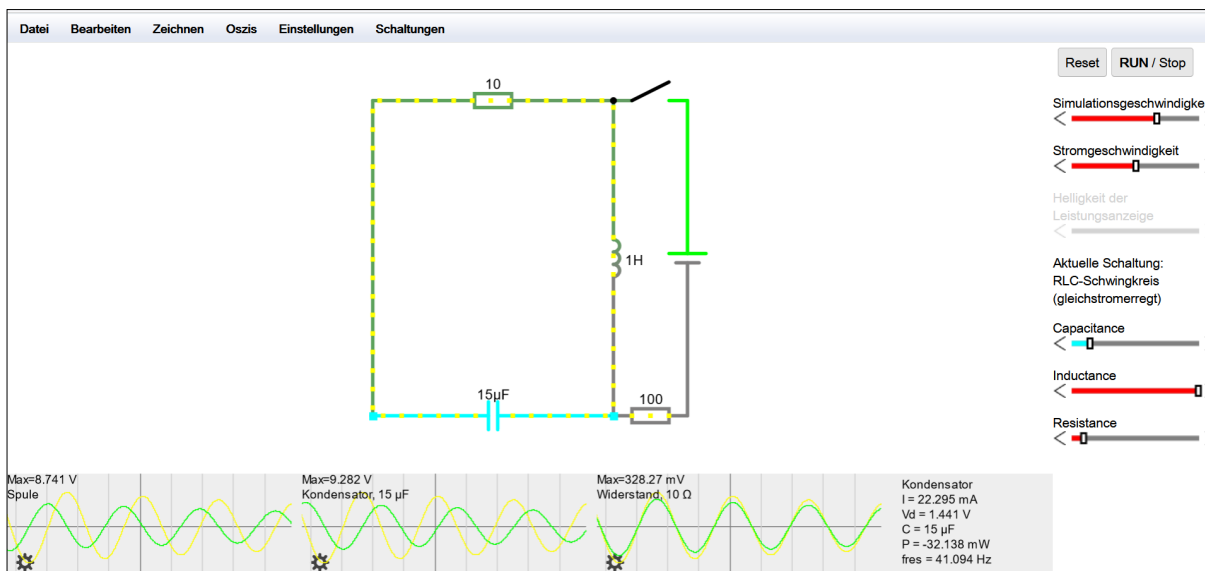 Datei Bearbeiten Zeichnen Oszis Einstellungen Schaltungen
Reset RUN / Stop
Simulationsgeschwindigke
Stromgeschwindigkeit
Helligkeit der
Leistungsanzeige
Aktuelle Schaltung:
RLC-Schwingkreis
(gleichstromerregt)
Capacitance
Inductance
Resistance
10
1H
15µF
100
Max=8.741 V
Spule
Max=9.282 V
Kondensator, 15 µF
Max=328.27 mV
Widerstand, 10 Ω
Kondensator
I = 22.295 mA
Vd = 1.441 V
C = 15 µF
P = -32.138 mW
fres = 41.094 Hz